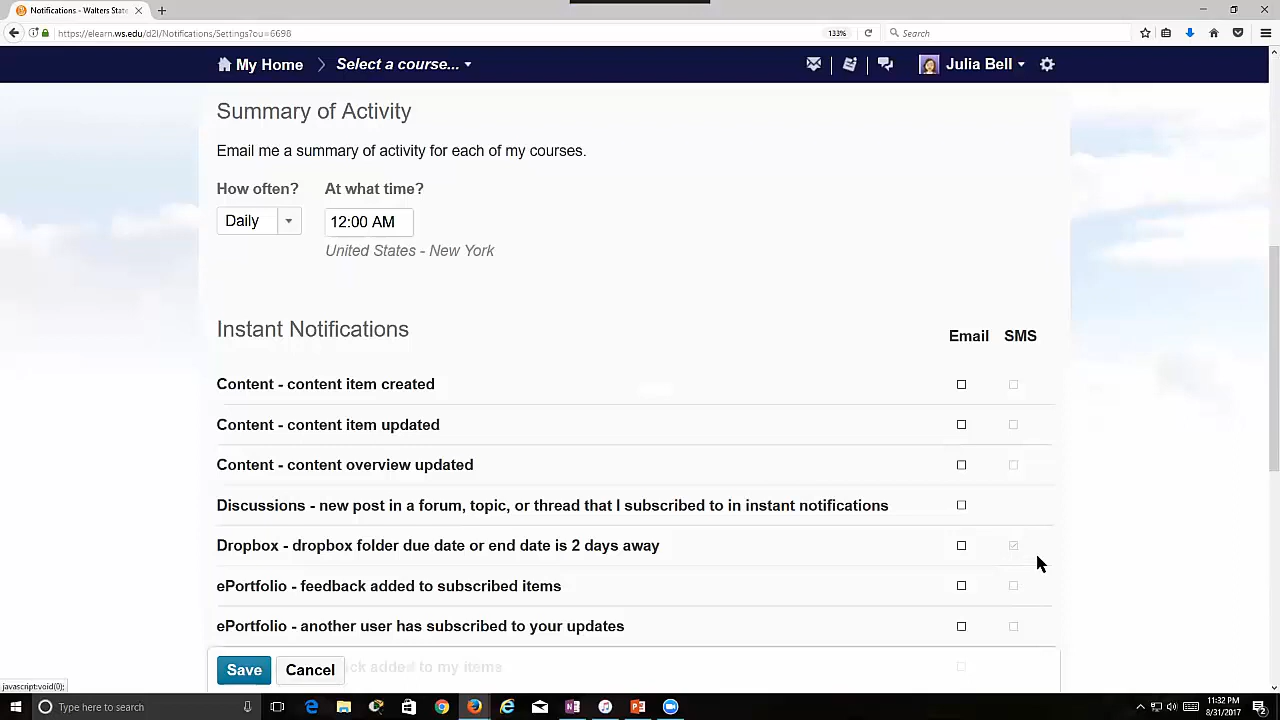 Notifications - Walters State
https://elearn.ws.edu/d2l/Notifications/Settings?ou=6698
133%
Search
My Home
Select a course...
Julia Bell
Summary of Activity
Email me a summary of activity for each of my courses.
How often? At what time?
Daily 12:00 AM
United States - New York
Instant Notifications
Email SMS
Content - content item created
Content - content item updated
Content - content overview updated
Discussions - new post in a forum, topic, or thread that I subscribed to in instant notifications
Dropbox - dropbox folder due date or end date is 2 days away
ePortfolio - feedback added to subscribed items
ePortfolio - another user has subscribed to your updates
ck added to my items
Save Cancel
javascript:void(0);
Type here to search
11:32 PM
8/31/2017